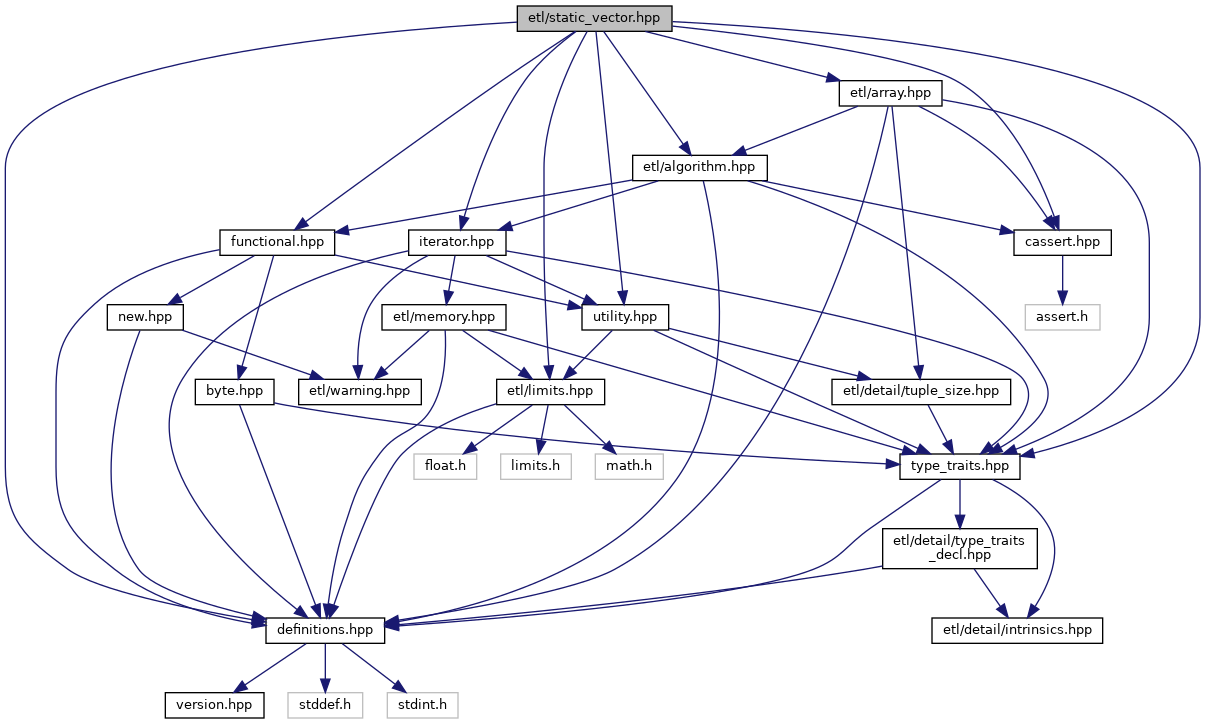 etl/static_vector.hpp
etl/array.hpp
etl/algorithm.hpp
functional.hpp
iterator.hpp
cassert.hpp
new.hpp
etl/memory.hpp
utility.hpp
assert.h
byte.hpp
etl/warning.hpp
etl/limits.hpp
etl/detail/tuple_size.hpp
float.h
limits.h
math.h
type_traits.hpp
etl/detail/type_traits
_decl.hpp
definitions.hpp
etl/detail/intrinsics.hpp
version.hpp
stddef.h
stdint.h